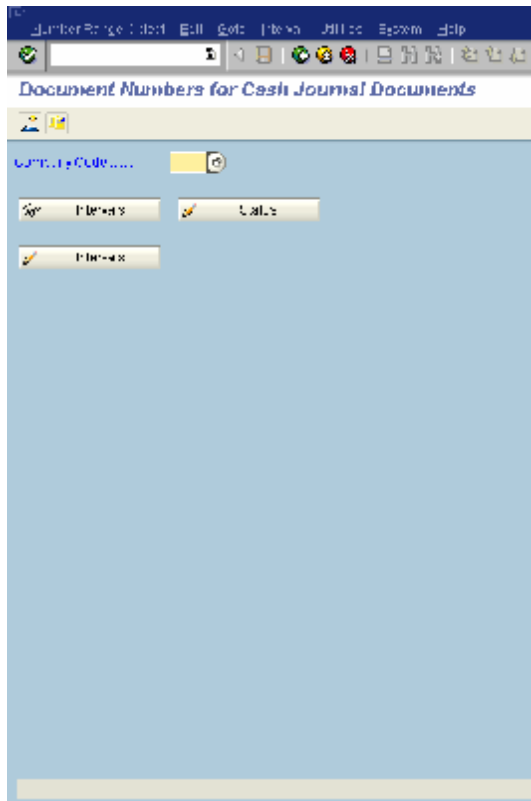 Number Range Object Edit Goto Interval Utilities System Help
Document Numbers for Cash Journal Documents
Company Code
Intervals Status
Intervals